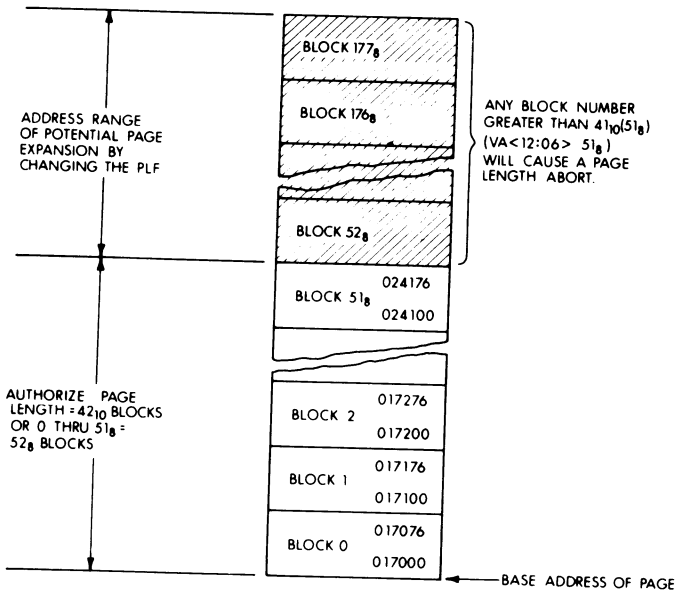 ADDRESS RANGE
OF POTENTIAL PAGE
EXPANSION BY
CHANGING THE PLF
BLOCK 177₈
BLOCK 176₈
BLOCK 52₈
ANY BLOCK NUMBER
GREATER THAN 41₁₀(51₈)
(VA<12:06> 51₈)
WILL CAUSE A PAGE
LENGTH ABORT.
AUTHORIZE PAGE
LENGTH = 42₁₀ BLOCKS
OR 0 THRU 51₈ =
52₈ BLOCKS
BLOCK 51₈
024176
024100
BLOCK 2
017276
017200
BLOCK 1
017176
017100
BLOCK 0
017076
017000
BASE ADDRESS OF PAGE